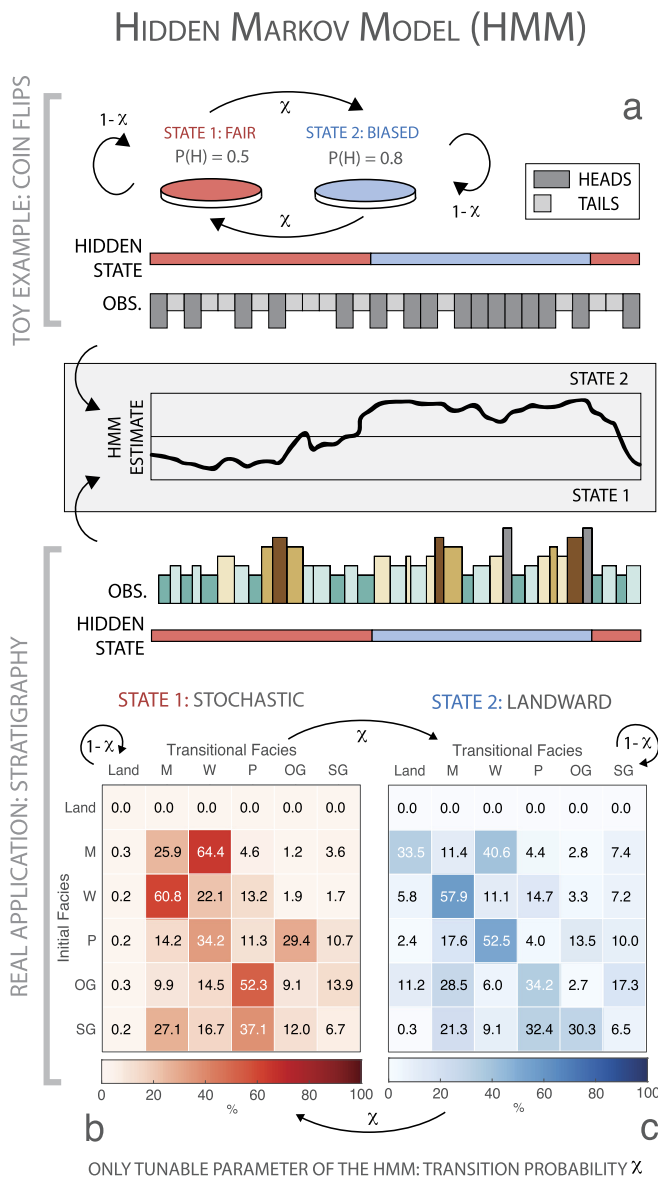 HIDDEN MARKOV MODEL (HMM)
TOY EXAMPLE: COIN FLIPS
a
χ
1- χ
STATE 1: FAIR
P(H) = 0.5
STATE 2: BIASED
P(H) = 0.8
1- χ
χ
HEADS
TAILS
HIDDEN
STATE
OBS.
STATE 2
HMM
ESTIMATE
STATE 1
REAL APPLICATION: STRATIGRAPHY
OBS.
HIDDEN
STATE
STATE 1: STOCHASTIC
STATE 2: LANDWARD
1- χ
χ
1- χ
Transitional Facies
Land M W P OG SG
Initial Facies
Land 0.0 0.0 0.0 0.0 0.0 0.0
M 0.3 25.9 64.4 4.6 1.2 3.6
W 0.2 60.8 22.1 13.2 1.9 1.7
P 0.2 14.2 34.2 11.3 29.4 10.7
OG 0.3 9.9 14.5 52.3 9.1 13.9
SG 0.2 27.1 16.7 37.1 12.0 6.7
0 20 40 60 80 100
%
b
Transitional Facies
Land M W P OG SG
0.0 0.0 0.0 0.0 0.0 0.0
33.5 11.4 40.6 4.4 2.8 7.4
5.8 57.9 11.1 14.7 3.3 7.2
2.4 17.6 52.5 4.0 13.5 10.0
11.2 28.5 6.0 34.2 2.7 17.3
0.3 21.3 9.1 32.4 30.3 6.5
0 20 40 60 80 100
%
c
χ
ONLY TUNABLE PARAMETER OF THE HMM: TRANSITION PROBABILITY χ